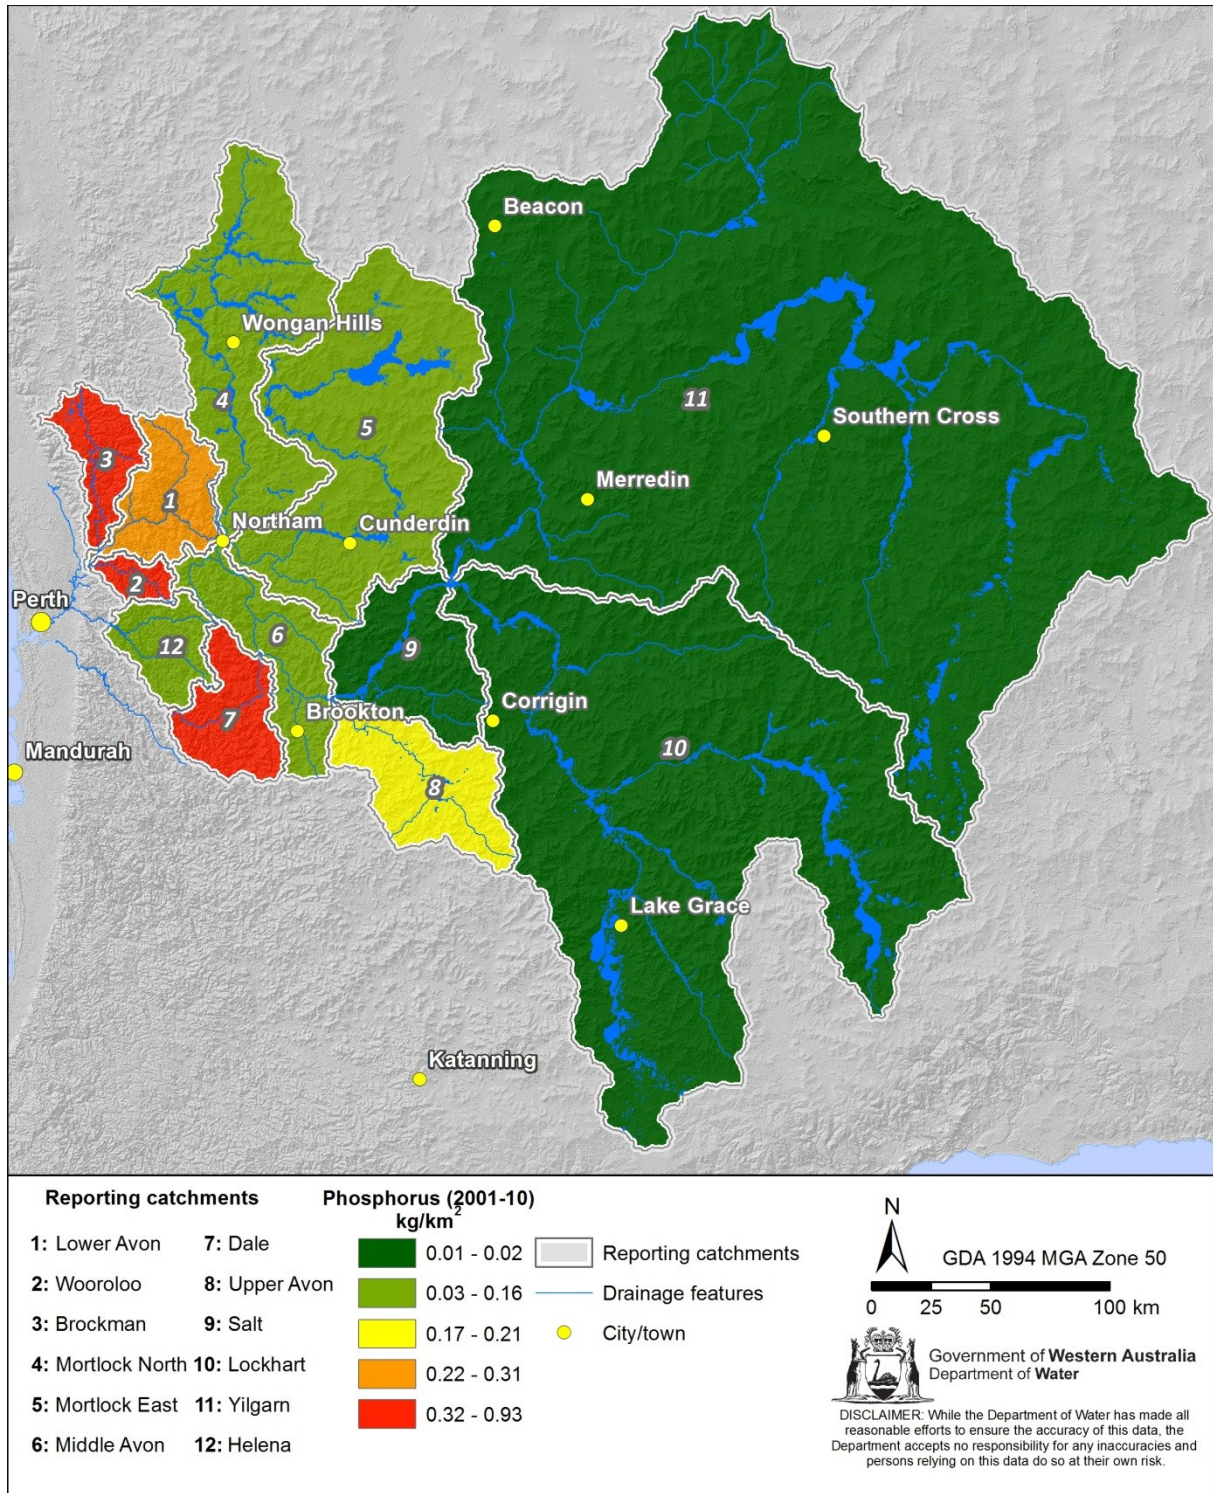 Beacon
Wongan Hills
4
11
5
Southern Cross
3
Merredin
1
Northam
Cunderdin
2
Perth
6
12
9
Corrigin
7
Brookton
10
Mandurah
8
Lake Grace
Katanning
Reporting catchments
1: Lower Avon
2: Wooroloo
3: Brockman
4: Mortlock North
5: Mortlock East
6: Middle Avon
7: Dale
8: Upper Avon
9: Salt
10: Lockhart
11: Yilgarn
12: Helena
Phosphorus (2001-10)
kg/km²
0.01 - 0.02
0.03 - 0.16
0.17 - 0.21
0.22 - 0.31
0.32 - 0.93
Reporting catchments
Drainage features
City/town
N
GDA 1994 MGA Zone 50
0 25 50 100 km
Government of Western Australia
Department of Water
DISCLAIMER: While the Department of Water has made all
reasonable efforts to ensure the accuracy of this data, the
Department accepts no responsibility for any inaccuracies and
persons relying on this data do so at their own risk.